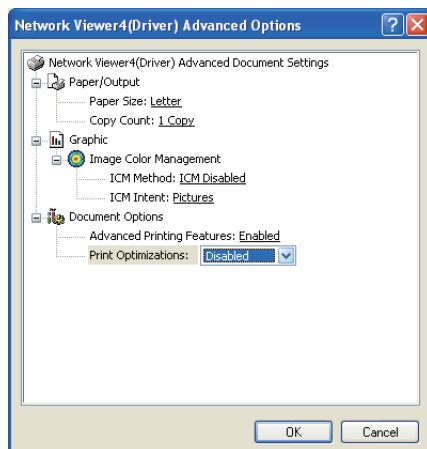 Network Viewer4(Driver) Advanced Options
Network Viewer4(Driver) Advanced Document Settings
Paper/Output
Paper Size: Letter
Copy Count: 1 Copy
Graphic
Image Color Management
ICM Method: ICM Disabled
ICM Intent: Pictures
Document Options
Advanced Printing Features: Enabled
Print Optimizations: Disabled
OK Cancel